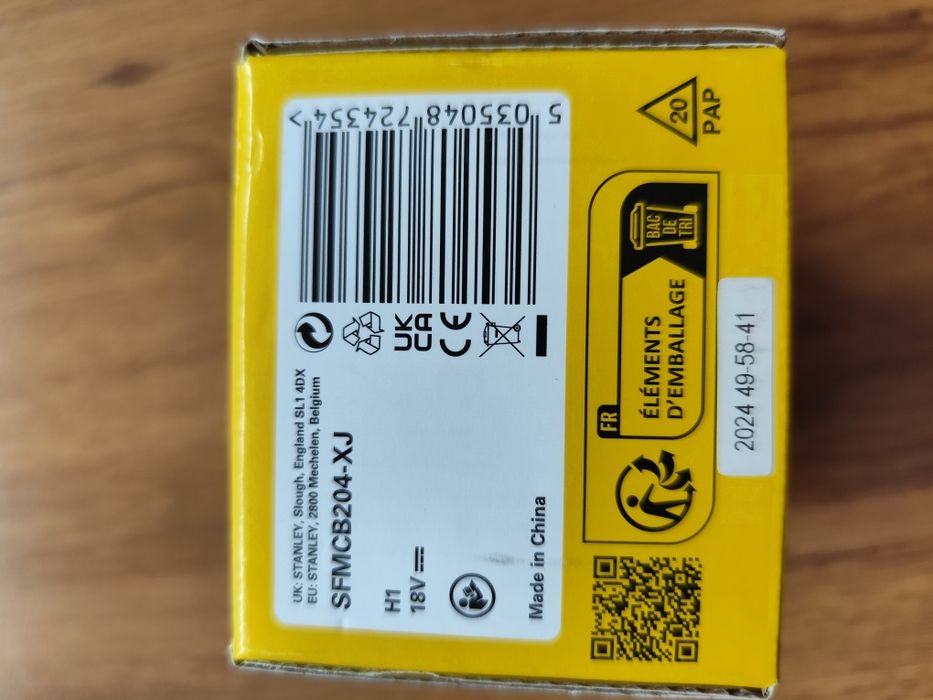 UK: STANLEY, Slough, England SL1 4DX
EU: STANLEY, 2800 Mechelen, Belgium
SFMCB204-XJ
H1
18V
Made in China
UK
CA
CE
5 035048 724354 >
FR
ÉLÉMENTS
D'EMBALLAGE
BAC
DE
TRI
20
PAP
2024 49-58-41